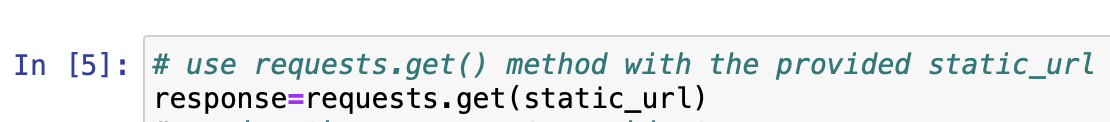 In [5]: # use requests.get() method with the provided static_url
response=requests.get(static_url)